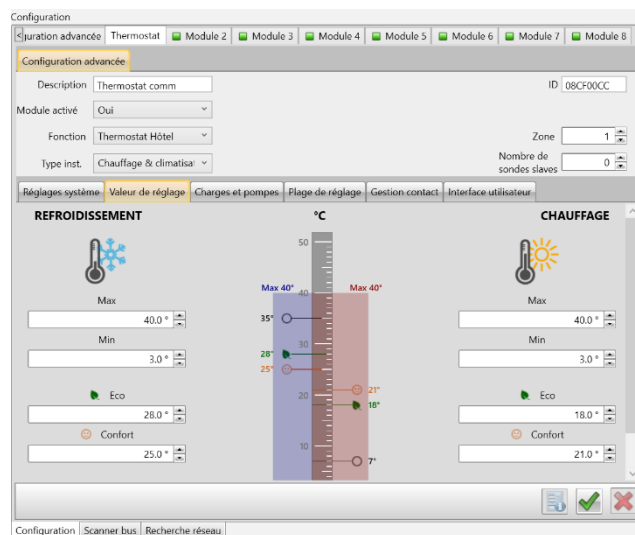 Configuration
juration avancée Thermostat Module 2 Module 3 Module 4 Module 5 Module 6 Module 7 Module 8
Configuration avancée
Description Thermostat comm ID 08CF00CC
Module activé Oui
Fonction Thermostat Hôtel Zone 1
Type inst. Chauffage & climatisat Nombre de
sondes slaves 0
Réglages système Valeur de réglage Charges et pompes Plage de réglage Gestion contact Interface utilisateur
REFROIDISSEMENT °C CHAUFFAGE
50
Max 40° 40 Max 40°
Max Max
40.0 ° 35° 40.0 °
Min Min
3.0 ° 30 3.0 °
28°
25°
Eco 20 21° Eco
28.0 ° 18° 18.0 °
Confort Confort
25.0 ° 10 21.0 °
7°
Configuration Scanner bus Recherche réseau